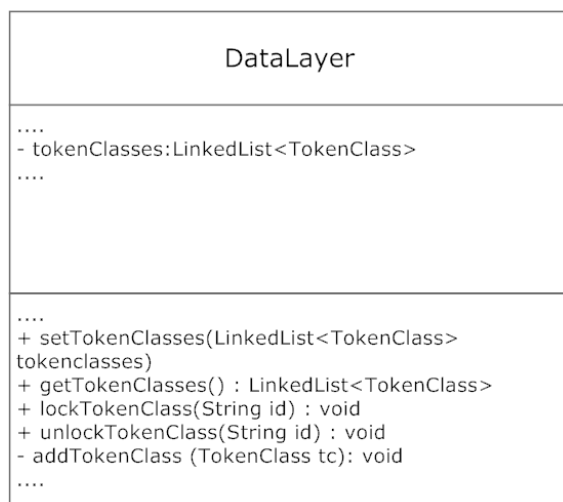 DataLayer
....
- tokenClasses:LinkedList<TokenClass>
....
....
+ setTokenClasses(LinkedList<TokenClass>
tokenclasses)
+ getTokenClasses() : LinkedList<TokenClass>
+ lockTokenClass(String id) : void
+ unlockTokenClass(String id) : void
- addTokenClass (TokenClass tc): void
....